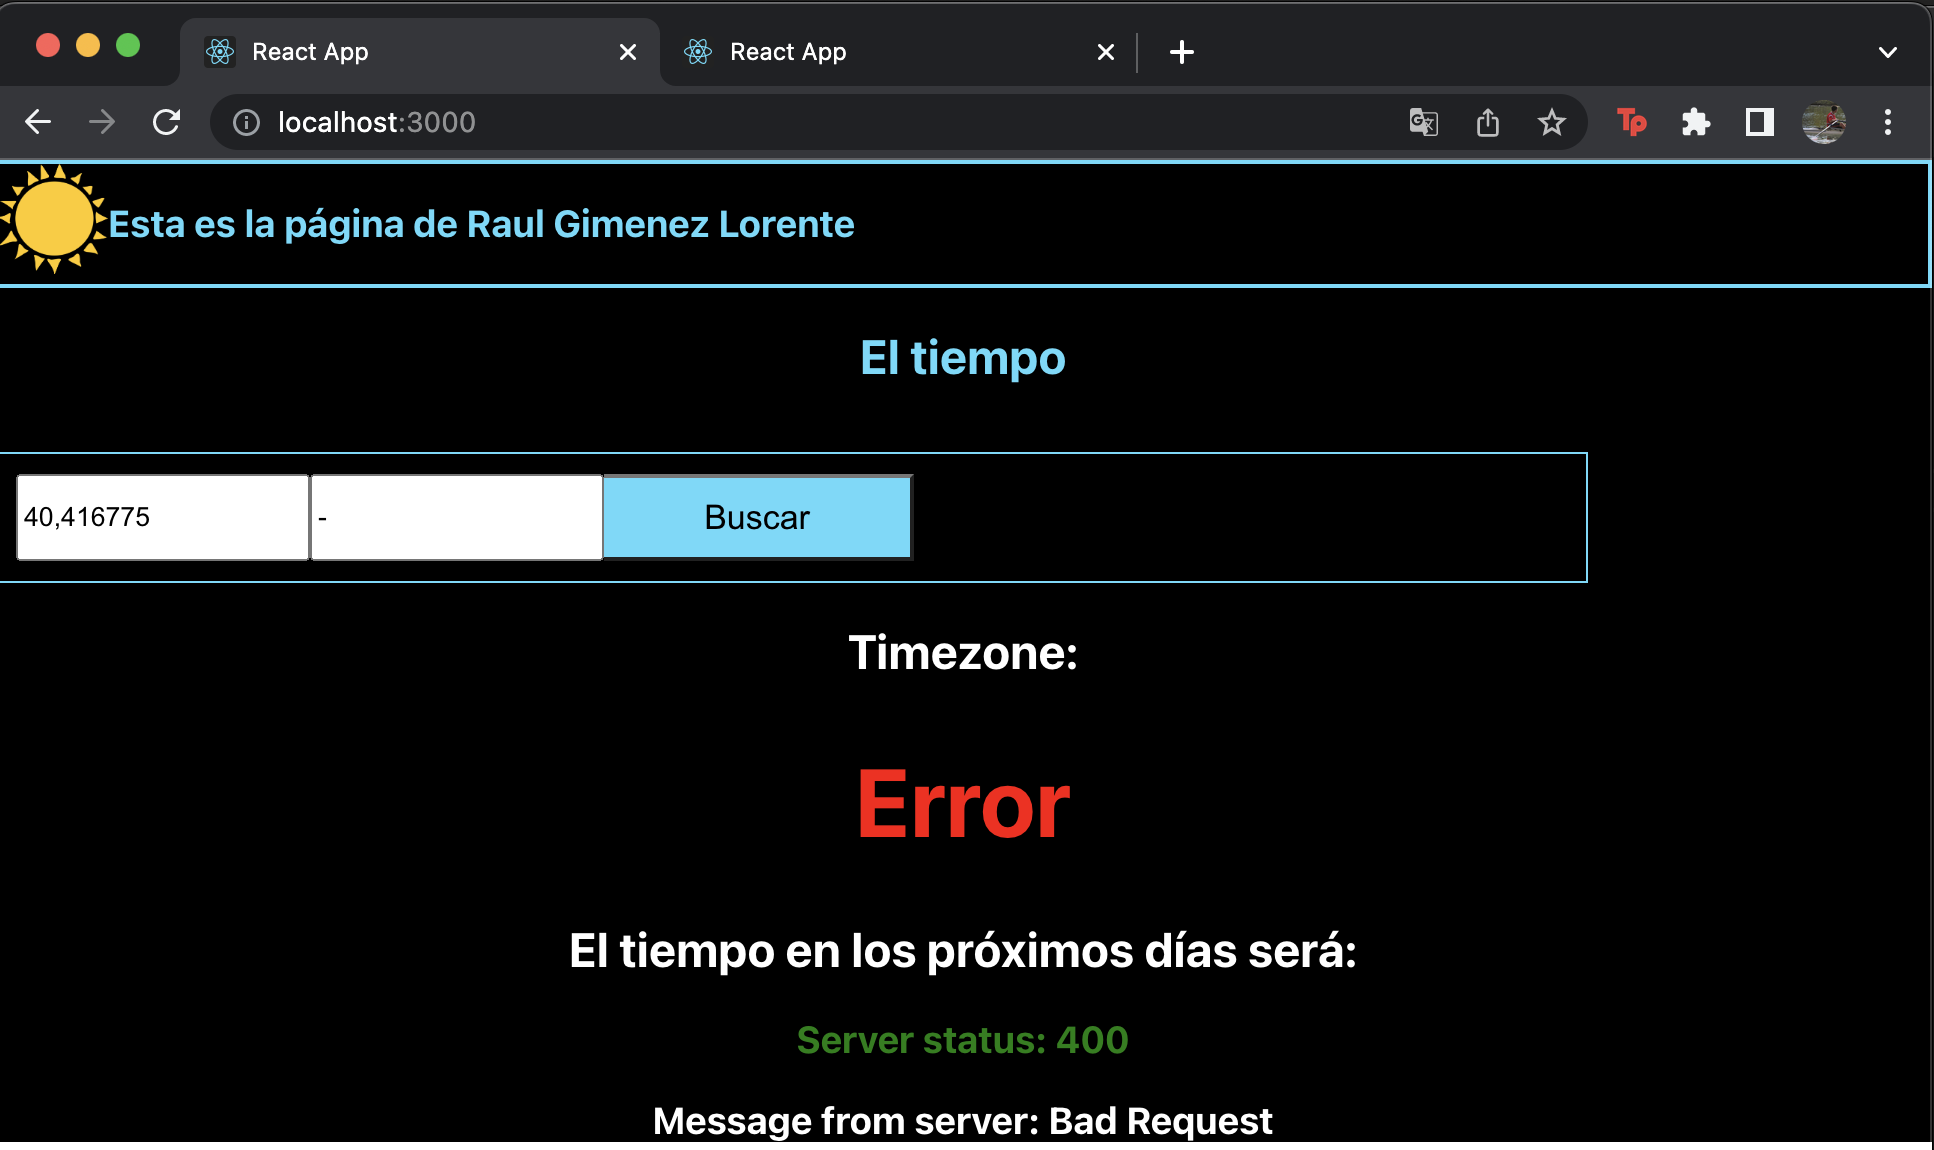 React App
React App
localhost:3000
Tp
Esta es la página de Raul Gimenez Lorente
El tiempo
40,416775
-
Buscar
Timezone:
Error
El tiempo en los próximos días será:
Server status: 400
Message from server: Bad Request